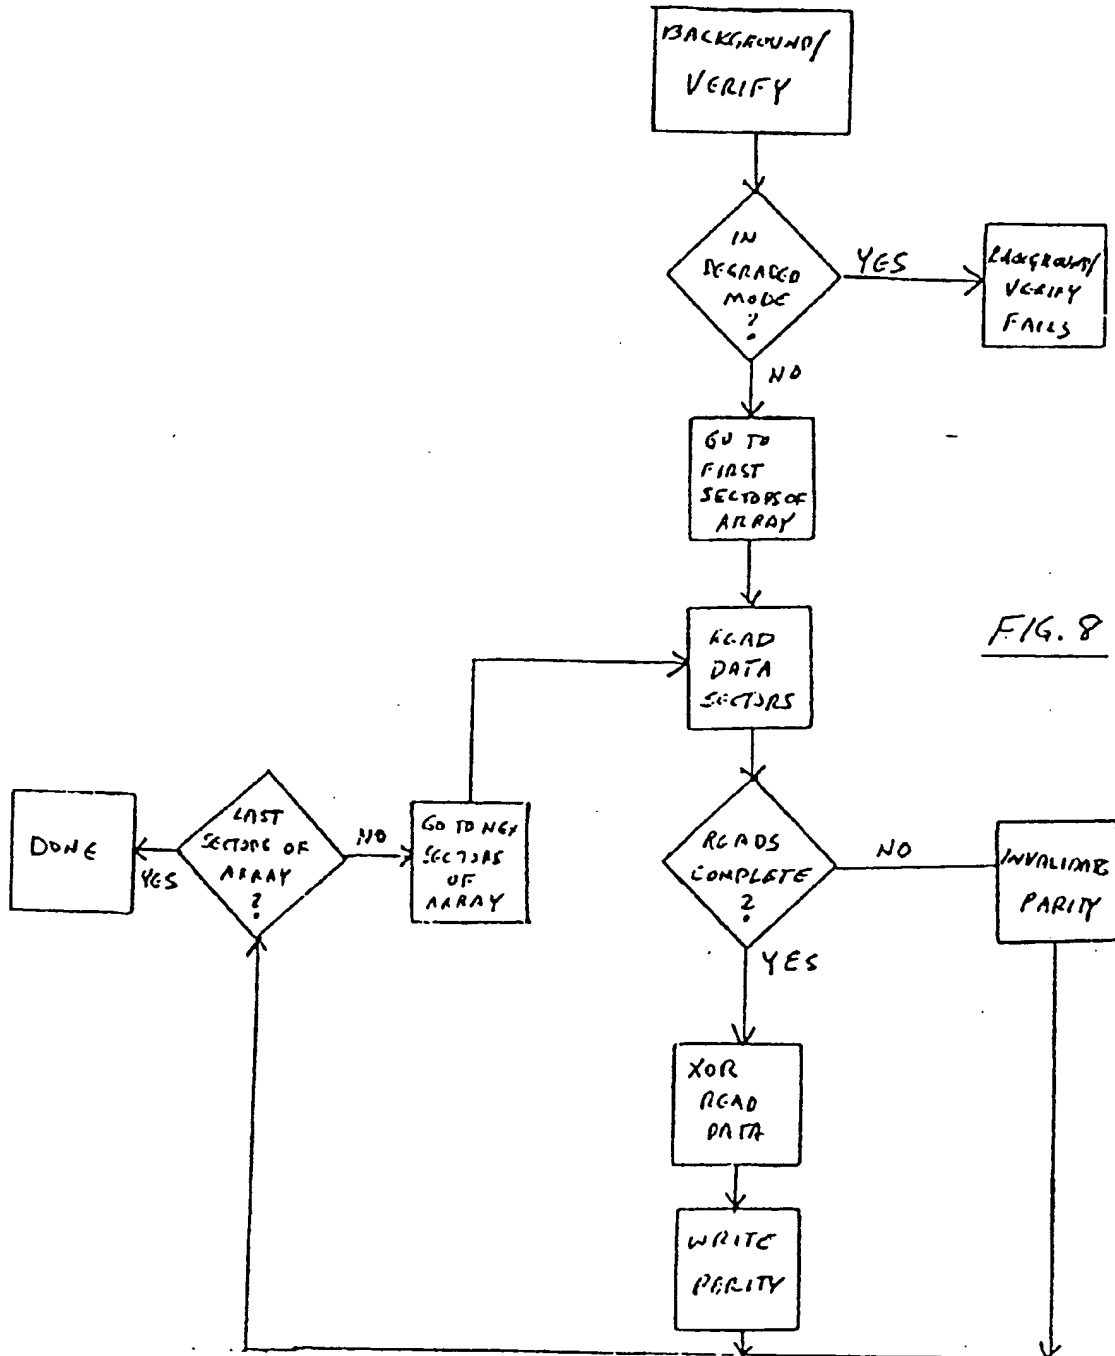 BACKGROUND/
VERIFY
IN
DEGRADED
MODE
?
YES
BACKGROUND/
VERIFY
FAILS
NO
GO TO
FIRST
SECTORS OF
ARRAY
FIG. 8
READ
DATA
SECTORS
LAST
SECTORS OF
ARRAY
?
DONE
YES
NO
GO TO NEX
SECTORS
OF
ARRAY
READS
COMPLETE
?
NO
INVALIDATE
PARITY
YES
XOR
READ
DATA
WRITE
PARITY